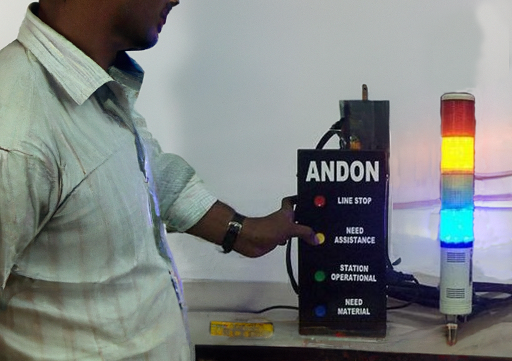 ANDON
LINE STOP
NEED
ASSISTANCE
STATION
OPERATIONAL
NEED
MATERIAL